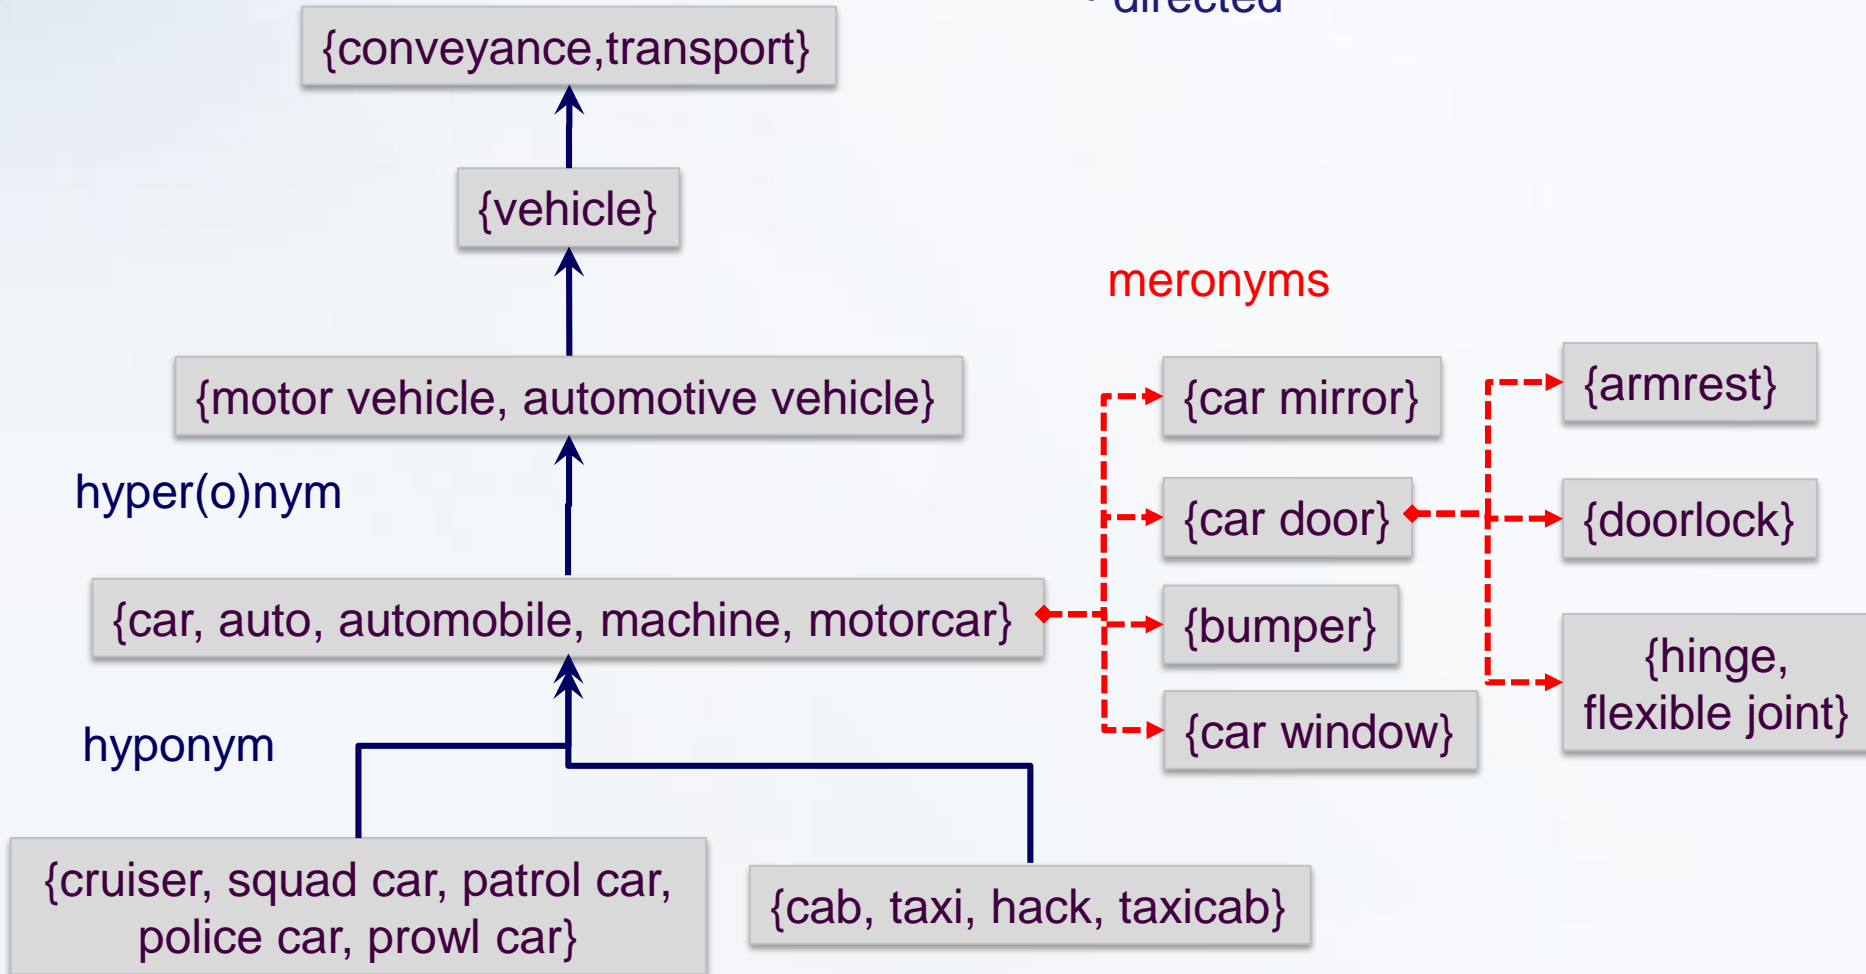 • directed
{conveyance,transport}
{vehicle}
meronyms
{motor vehicle, automotive vehicle}
{car mirror}
{armrest}
hyper(o)nym
{car door}
{doorlock}
{car, auto, automobile, machine, motorcar}
{bumper}
{hinge,
flexible joint}
hyponym
{car window}
{cruiser, squad car, patrol car,
police car, prowl car}
{cab, taxi, hack, taxicab}